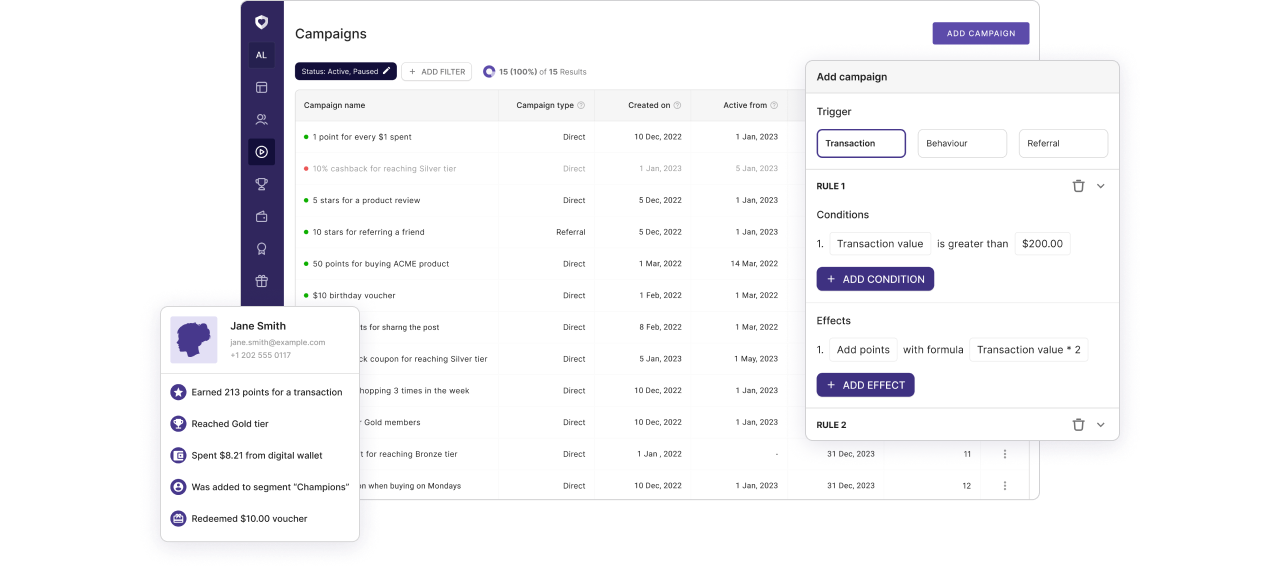 AL
Campaigns
ADD CAMPAIGN
Status: Active, Paused
+ ADD FILTER
15 (100%) of 15 Results
Campaign name Campaign type ? Created on ? Active from ?
1 point for every $1 spent Direct 10 Dec, 2022 1 Jan, 2023
10% cashback for reaching Silver tier Direct 1 Jan, 2023 5 Jan, 2023
5 stars for a product review Direct 5 Dec, 2022 1 Jan, 2023
10 stars for referring a friend Referral 5 Dec, 2022 1 Jan, 2023
50 points for buying ACME product Direct 1 Mar, 2022 14 Mar, 2022
$10 birthday voucher Direct 1 Feb, 2022 1 Mar, 2022
ts for sharng the post Direct 8 Feb, 2022 1 Mar, 2022
ck coupon for reaching Silver tier Direct 5 Jan, 2023 1 May, 2023
hopping 3 times in the week Direct 10 Dec, 2022 1 Jan, 2023
r Gold members Direct 10 Dec, 2022 1 Jan, 2023
t for reaching Bronze tier Direct 1 Jan , 2022 - 31 Dec, 2023 11
n when buying on Mondays Direct 10 Dec, 2022 1 Jan, 2023 31 Dec, 2023 12
Add campaign
Trigger
Transaction Behaviour Referral
RULE 1
Conditions
1. Transaction value is greater than $200.00
+ ADD CONDITION
Effects
1. Add points with formula Transaction value * 2
+ ADD EFFECT
RULE 2
Jane Smith
jane.smith@example.com
+1 202 555 0117
Earned 213 points for a transaction
Reached Gold tier
Spent $8.21 from digital wallet
Was added to segment "Champions"
Redeemed $10.00 voucher